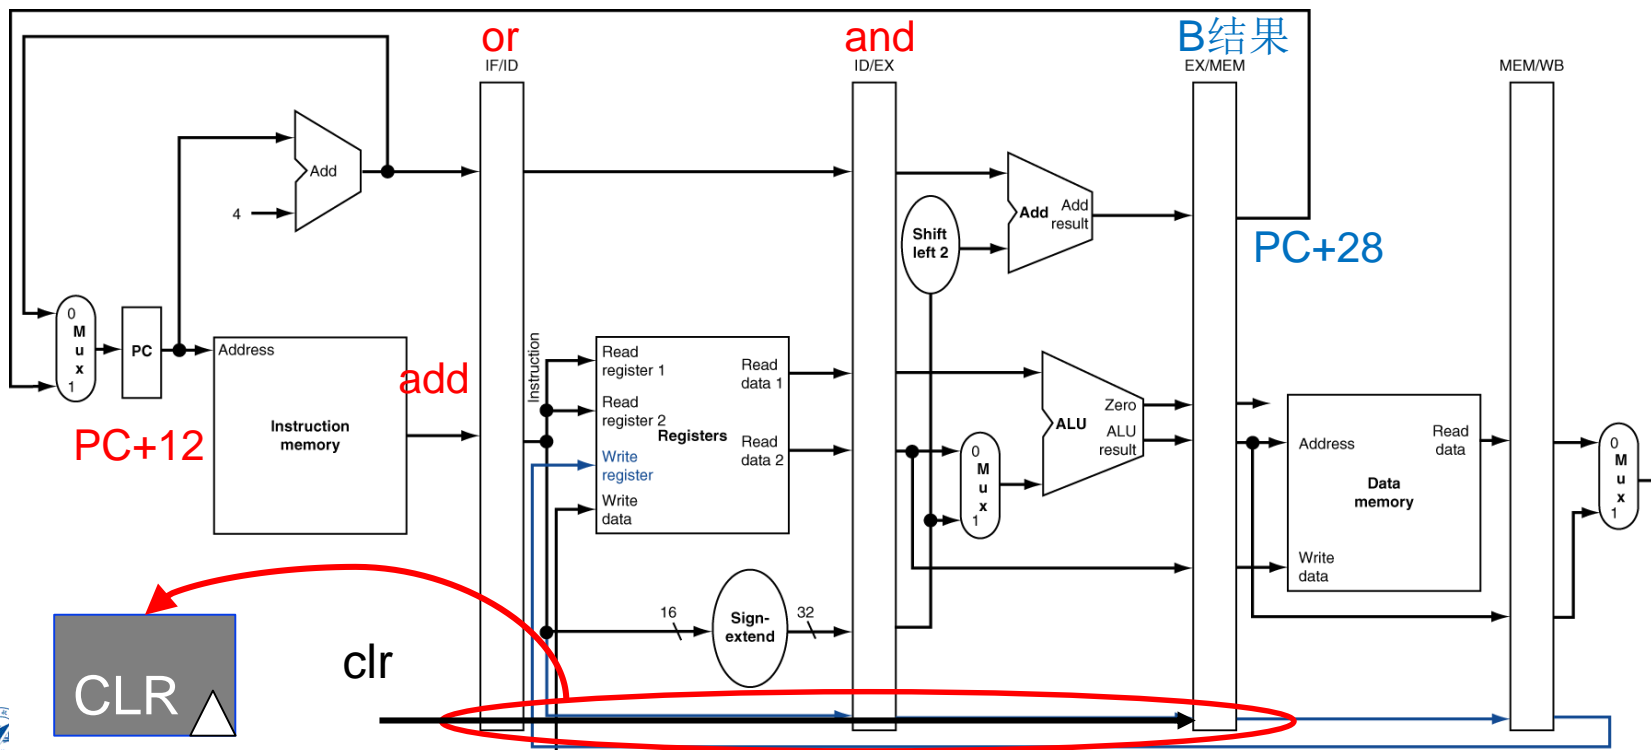 or
and
B结果
IF/ID
ID/EX
EX/MEM
MEM/WB
Add
4
Add
Add
result
Shift
left 2
PC+28
0
M
u
x
1
PC
Address
Instruction
memory
add
PC+12
Instruction
Read
register 1
Read
register 2
Write
register
Write
data
Registers
Read
data 1
Read
data 2
0
M
u
x
1
Zero
ALU
ALU
result
Address
Read
data
Data
memory
Write
data
0
M
u
x
1
16
Sign-
extend
32
clr
CLR